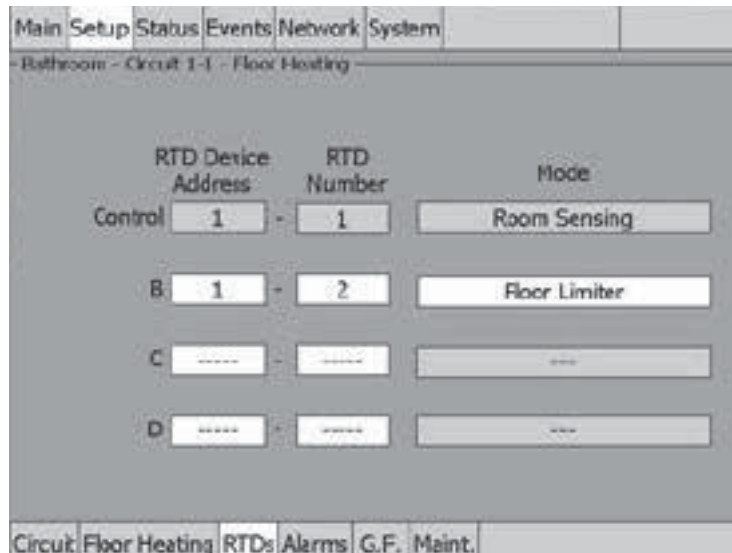 Main Setup Status Events Network System
Bathroom - Circuit 1-1 - Floor Heating
RTD Device Address RTD Number Mode
Control 1 - 1 Room Sensing
B 1 - 2 Floor Limiter
C ----- - ----- ---
D ----- - ----- ---
Circuit Floor Heating RTDs Alarms G.F. Maint.